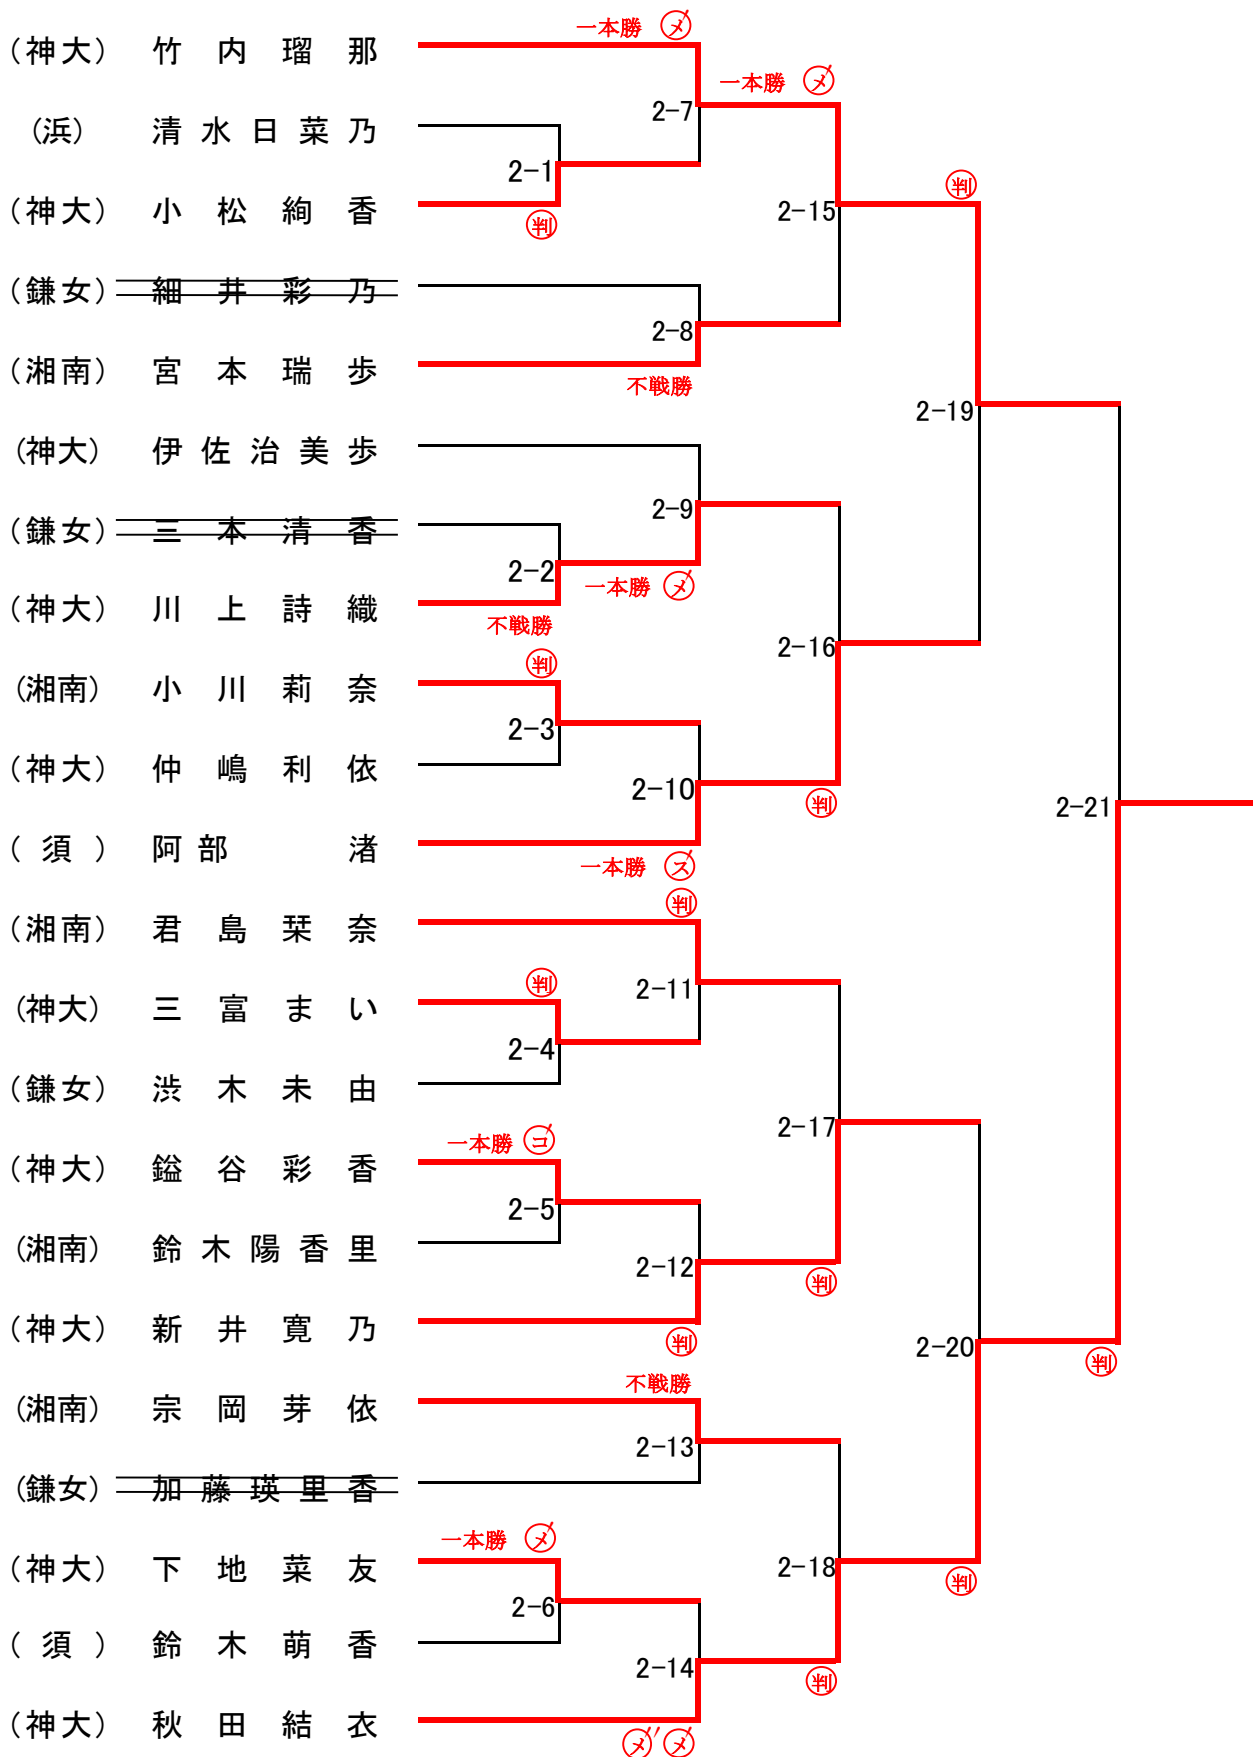 一本勝 メ
(神大) 竹内瑠那
一本勝 メ
2-7
(浜) 清水日菜乃
2-1
判
(神大) 小松絢香
2-15
判
(鎌女) 細井彩乃
2-8
(湘南) 宮本瑞歩
不戦勝
2-19
(神大) 伊佐治美歩
2-9
(鎌女) 三本清香
2-2
一本勝 メ
(神大) 川上詩織
不戦勝
2-16
判
(湘南) 小川莉奈
2-3
(神大) 仲嶋利依
2-10
判
2-21
(須) 阿部渚
一本勝 ス
判
(湘南) 君島栞奈
判
2-11
(神大) 三富まい
2-4
(鎌女) 渋木未由
2-17
一本勝 コ
(神大) 鎰谷彩香
2-5
(湘南) 鈴木陽香里
2-12
判
(神大) 新井寛乃
判
2-20
判
不戦勝
(湘南) 宗岡芽依
2-13
(鎌女) 加藤瑛里香
一本勝 メ
(神大) 下地菜友
2-18
判
2-6
(須) 鈴木萌香
2-14
判
(神大) 秋田結衣
メ メ